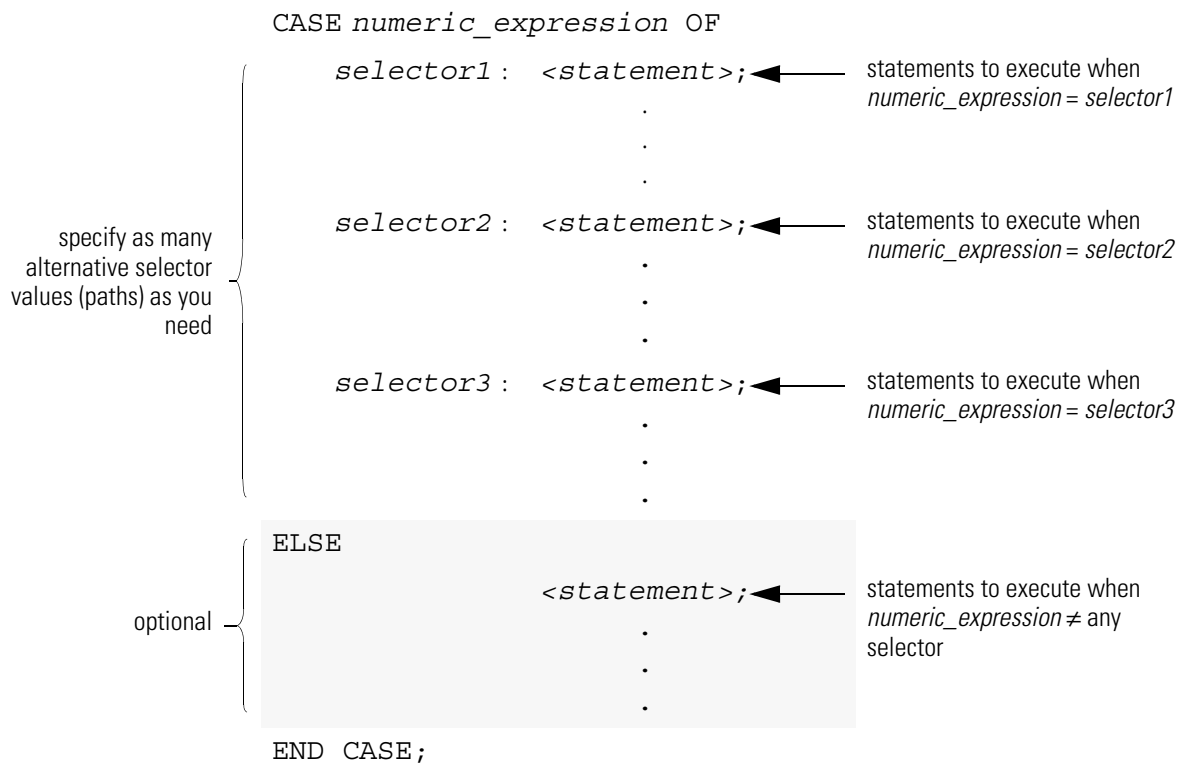 CASE numeric_expression OF
selector1: <statement>;
statements to execute when
numeric_expression = selector1
.
.
.
specify as many
alternative selector
values (paths) as you
need
selector2: <statement>;
statements to execute when
numeric_expression = selector2
.
.
.
selector3: <statement>;
statements to execute when
numeric_expression = selector3
.
.
.
optional
ELSE
<statement>;
statements to execute when
numeric_expression ≠ any
selector
.
.
.
END CASE;